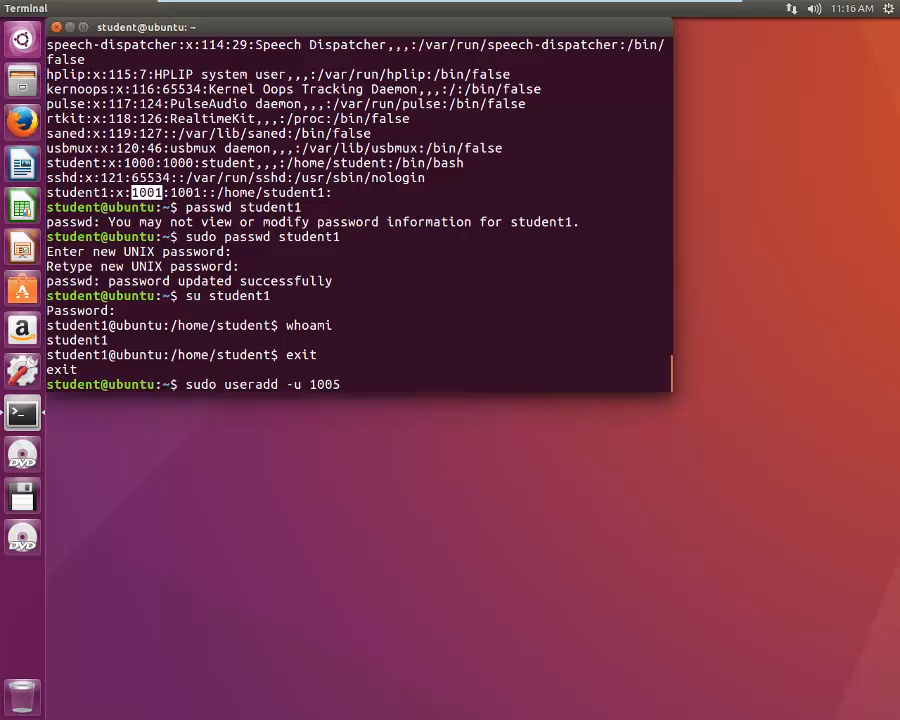 Terminal
11:16 AM
student@ubuntu: ~
speech-dispatcher:x:114:29:Speech Dispatcher,,,:/var/run/speech-dispatcher:/bin/
false
hplip:x:115:7:HPLIP system user,,,:/var/run/hplip:/bin/false
kernoops:x:116:65534:Kernel Oops Tracking Daemon,,,:/:/bin/false
pulse:x:117:124:PulseAudio daemon,,,:/var/run/pulse:/bin/false
rtkit:x:118:126:RealtimeKit,,,:/proc:/bin/false
saned:x:119:127::/var/lib/saned:/bin/false
usbmux:x:120:46:usbmux daemon,,,:/var/lib/usbmux:/bin/false
student:x:1000:1000:student,,,:/home/student:/bin/bash
sshd:x:121:65534::/var/run/sshd:/usr/sbin/nologin
student1:x:1001:1001::/home/student1:
student@ubuntu:~$ passwd student1
passwd: You may not view or modify password information for student1.
student@ubuntu:~$ sudo passwd student1
Enter new UNIX password:
Retype new UNIX password:
passwd: password updated successfully
student@ubuntu:~$ su student1
Password:
student1@ubuntu:/home/student$ whoami
student1
student1@ubuntu:/home/student$ exit
exit
student@ubuntu:~$ sudo useradd -u 1005